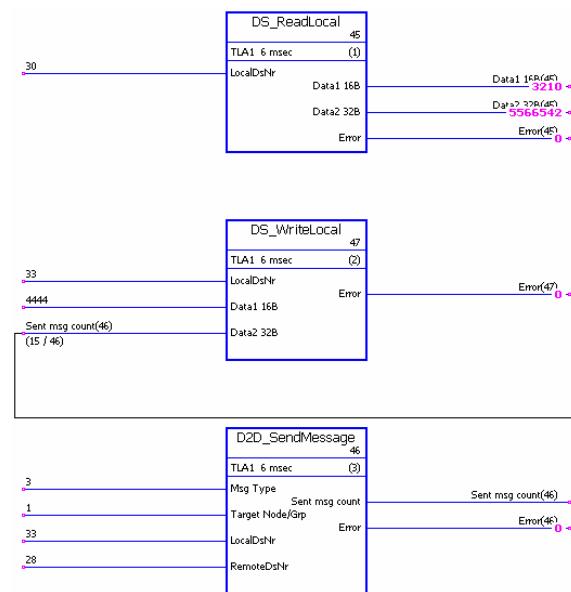 DS_ReadLocal
45
TLA1 6 msec (1)
30
LocalDsNr
Data1 16B Data1 16B(45)
3210
Data2 32B Data2 32B(45)
5566542
Error Error(45)
0
DS_WriteLocal
47
TLA1 6 msec (2)
33
LocalDsNr
Error Error(47)
0
4444
Data1 16B
Sent msg count(46)
Data2 32B
(15 / 46)
D2D_SendMessage
46
TLA1 6 msec (3)
3
Msg Type
Sent msg count Sent msg count(46)
1
Target Node/Grp
Error Error(46)
0
33
LocalDsNr
28
RemoteDsNr